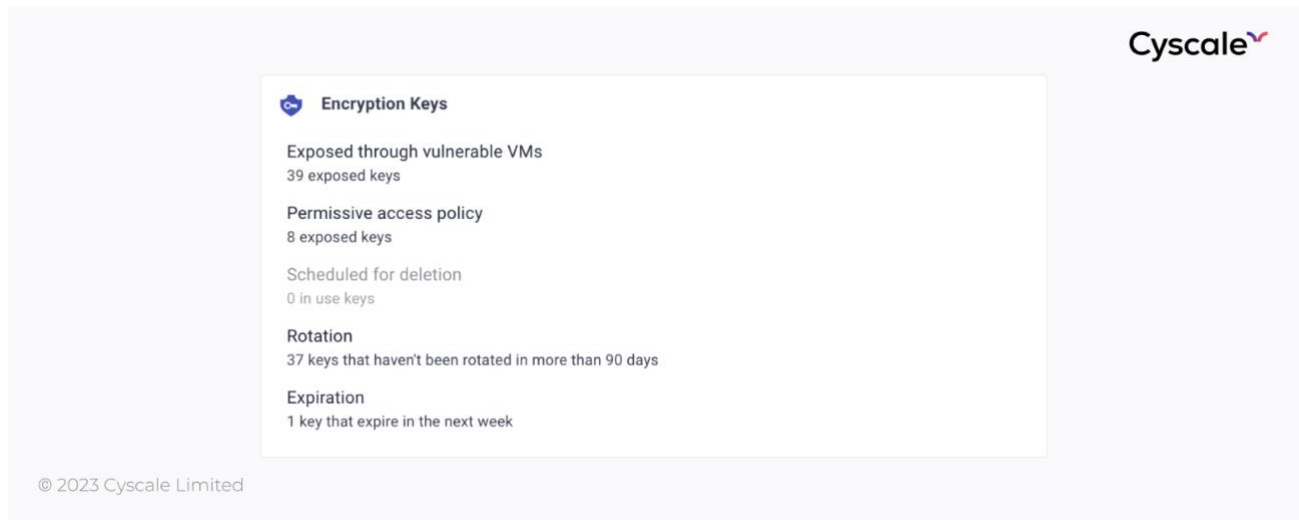 Cyscale
Encryption Keys
Exposed through vulnerable VMs
39 exposed keys
Permissive access policy
8 exposed keys
Scheduled for deletion
0 in use keys
Rotation
37 keys that haven't been rotated in more than 90 days
Expiration
1 key that expire in the next week
© 2023 Cyscale Limited